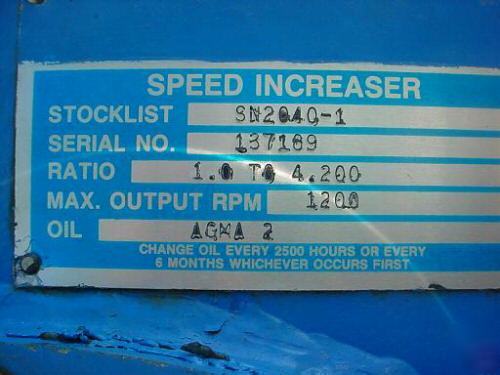 SPEED INCREASER
STOCKLIST SN2040-1
SERIAL NO. 137189
RATIO 1.0 TO 4.200
MAX. OUTPUT RPM 1200
OIL AGMA 2
CHANGE OIL EVERY 2500 HOURS OR EVERY
6 MONTHS WHICHEVER OCCURS FIRST